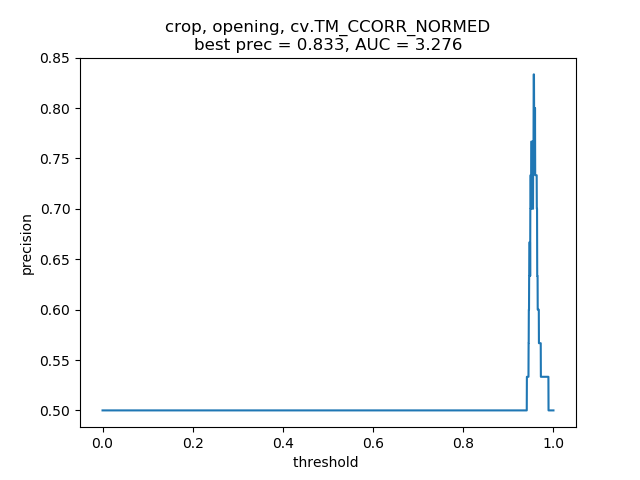 crop, opening, cv.TM_CCORR_NORMED
best prec = 0.833, AUC = 3.276
0.85
0.80
0.75
0.70
0.65
0.60
0.55
0.50
precision
0.0 0.2 0.4 0.6 0.8 1.0
threshold